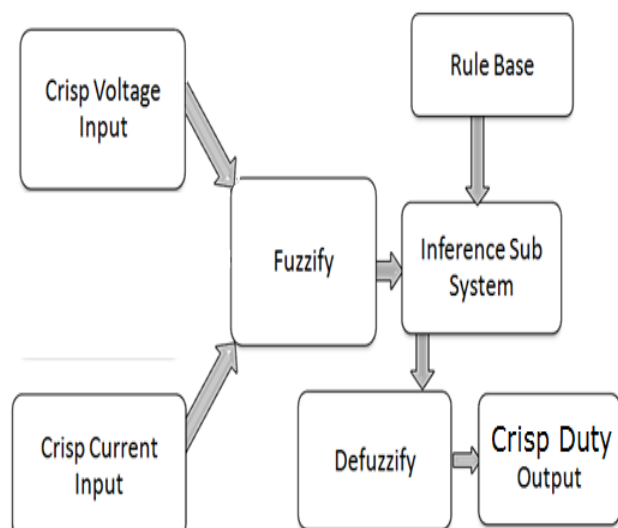 Crisp Voltage
Input
Rule Base
Fuzzify
Inference Sub
System
Crisp Current
Input
Defuzzify
Crisp Duty
Output